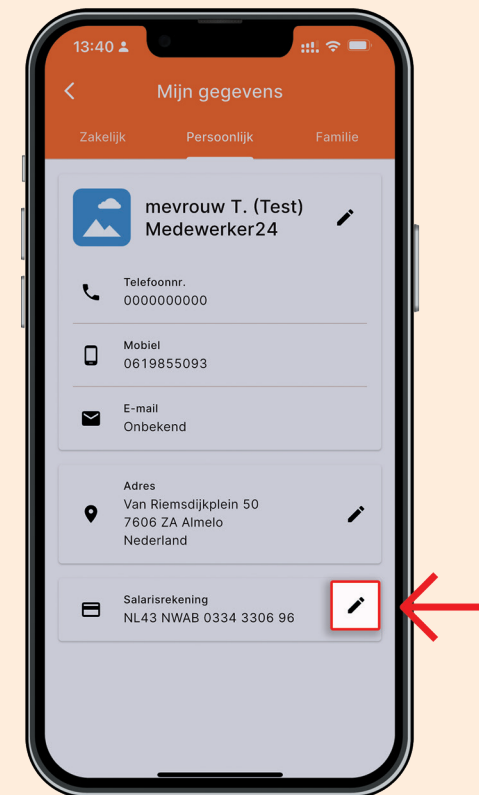 13:40
Mijn gegevens
Zakelijk Persoonlijk Familie
mevrouw T. (Test)
Medewerker24
Telefoonnr.
0000000000
Mobiel
0619855093
E-mail
Onbekend
Adres
Van Riemsdijkplein 50
7606 ZA Almelo
Nederland
Salarisrekening
NL43 NWAB 0334 3306 96